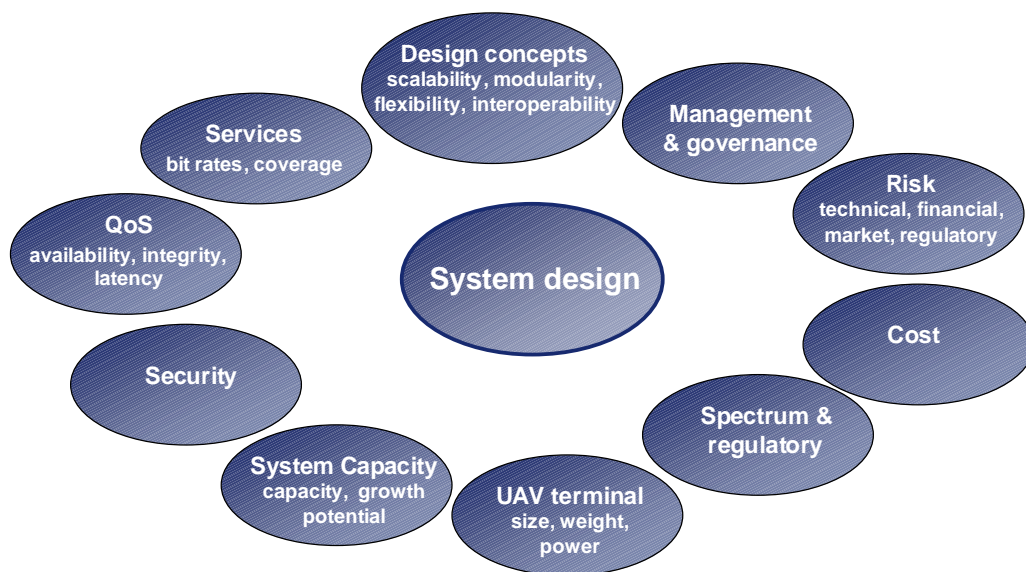 Design concepts
scalability, modularity,
flexibility, interoperability
Management
& governance
Services
bit rates, coverage
Risk
technical, financial,
market, regulatory
QoS
availability, integrity,
latency
System design
Cost
Security
Spectrum &
regulatory
System Capacity
capacity, growth
potential
UAV terminal
size, weight,
power